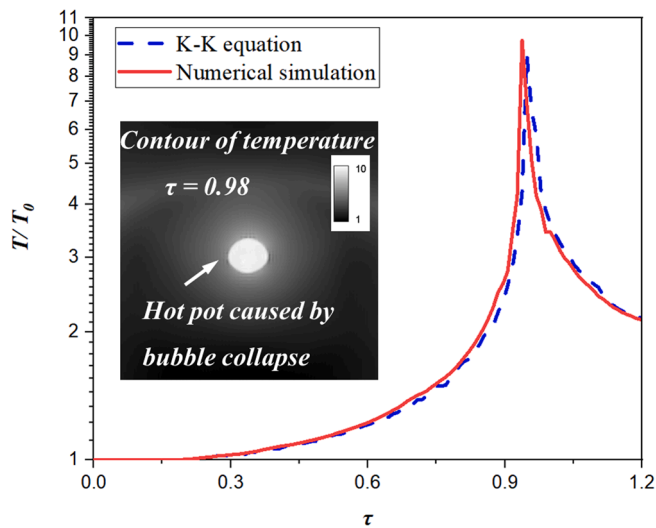 11
10
9
8
7
6
5
4
3
2
1
T/T0
K-K equation
Numerical simulation
Contour of temperature
τ = 0.98
10
1
Hot pot caused by
bubble collapse
0.0 0.3 0.6 0.9 1.2
τ